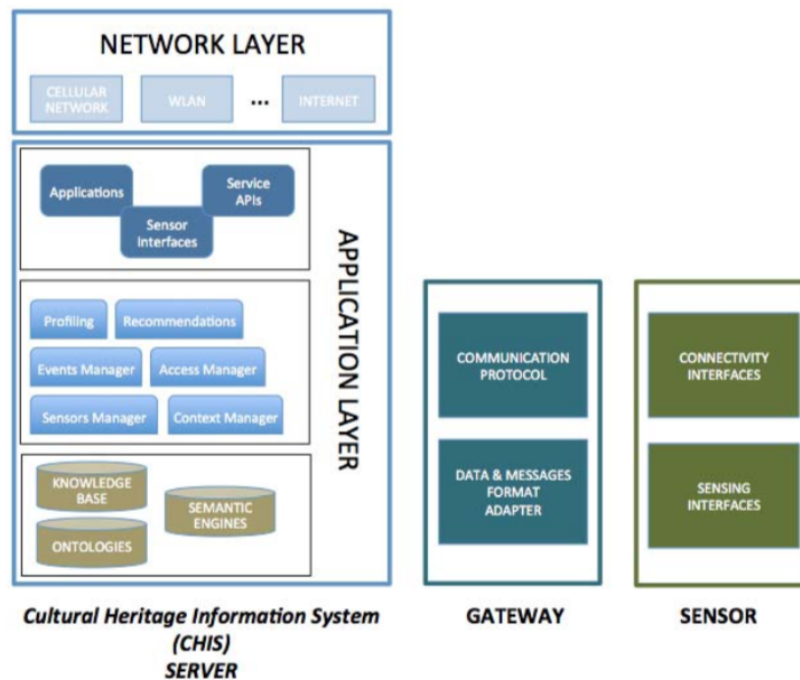 NETWORK LAYER
CELLULAR
NETWORK
WLAN
...
INTERNET
Applications
Service
APIs
Sensor
Interfaces
APPLICATION LAYER
Profiling
Recommendations
Events Manager
Access Manager
Sensors Manager
Context Manager
KNOWLEDGE
BASE
SEMANTIC
ENGINES
ONTOLOGIES
Cultural Heritage Information System
(CHIS)
SERVER
COMMUNICATION
PROTOCOL
DATA & MESSAGES
FORMAT
ADAPTER
GATEWAY
CONNECTIVITY
INTERFACES
SENSING
INTERFACES
SENSOR